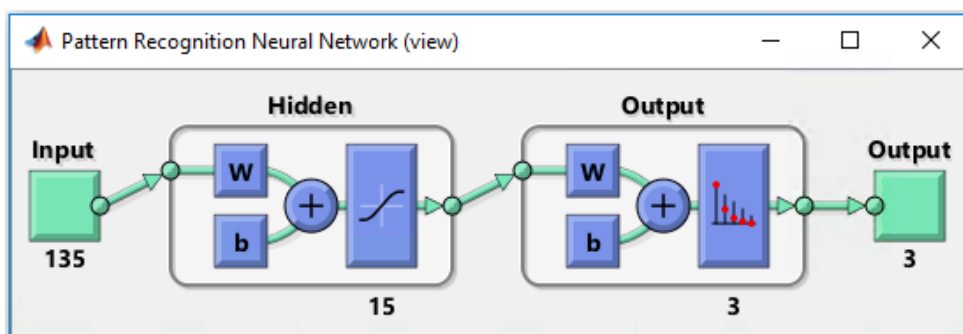 Pattern Recognition Neural Network (view)
Hidden Output
Input Output
W W
b b
135 3
15 3